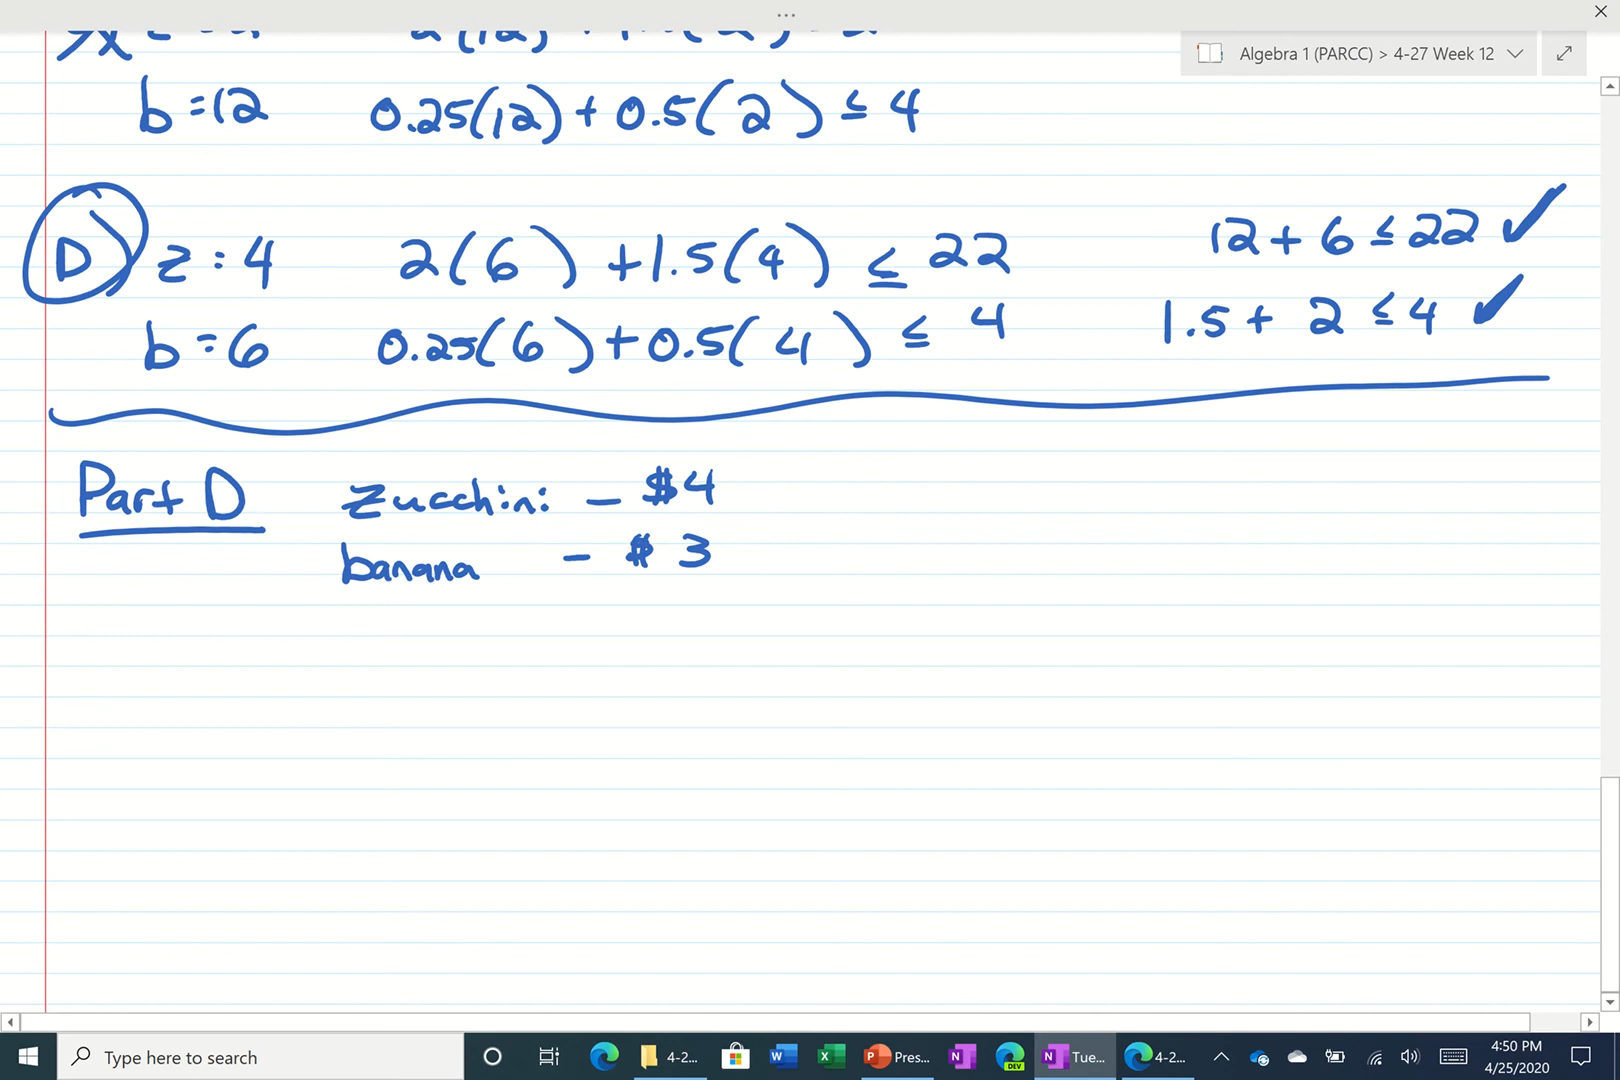 Algebra 1 (PARCC) > 4-27 Week 12
b = 12 0.25(12) + 0.5(2) ≤ 4
D) z = 4 2(6) + 1.5(4) ≤ 22 12 + 6 ≤ 22 ✓
b = 6 0.25(6) + 0.5(4) ≤ 4 1.5 + 2 ≤ 4 ✓
Part D zucchini - $4
banana - $3
Type here to search
4-2...
Pres...
DEV
Tue...
4-2...
4:50 PM
4/25/2020